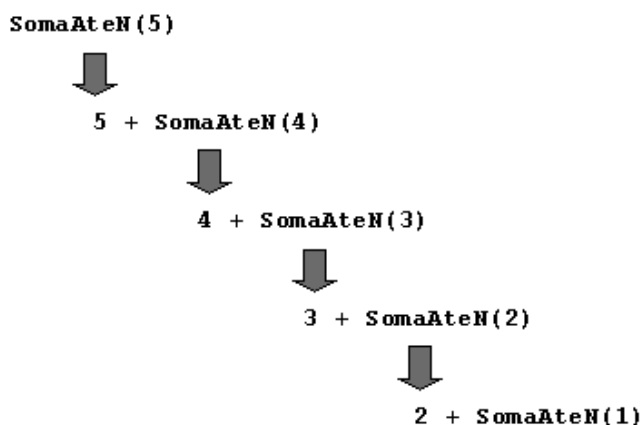 SomaAteN(5)
5 + SomaAteN(4)
4 + SomaAteN(3)
3 + SomaAteN(2)
2 + SomaAteN(1)